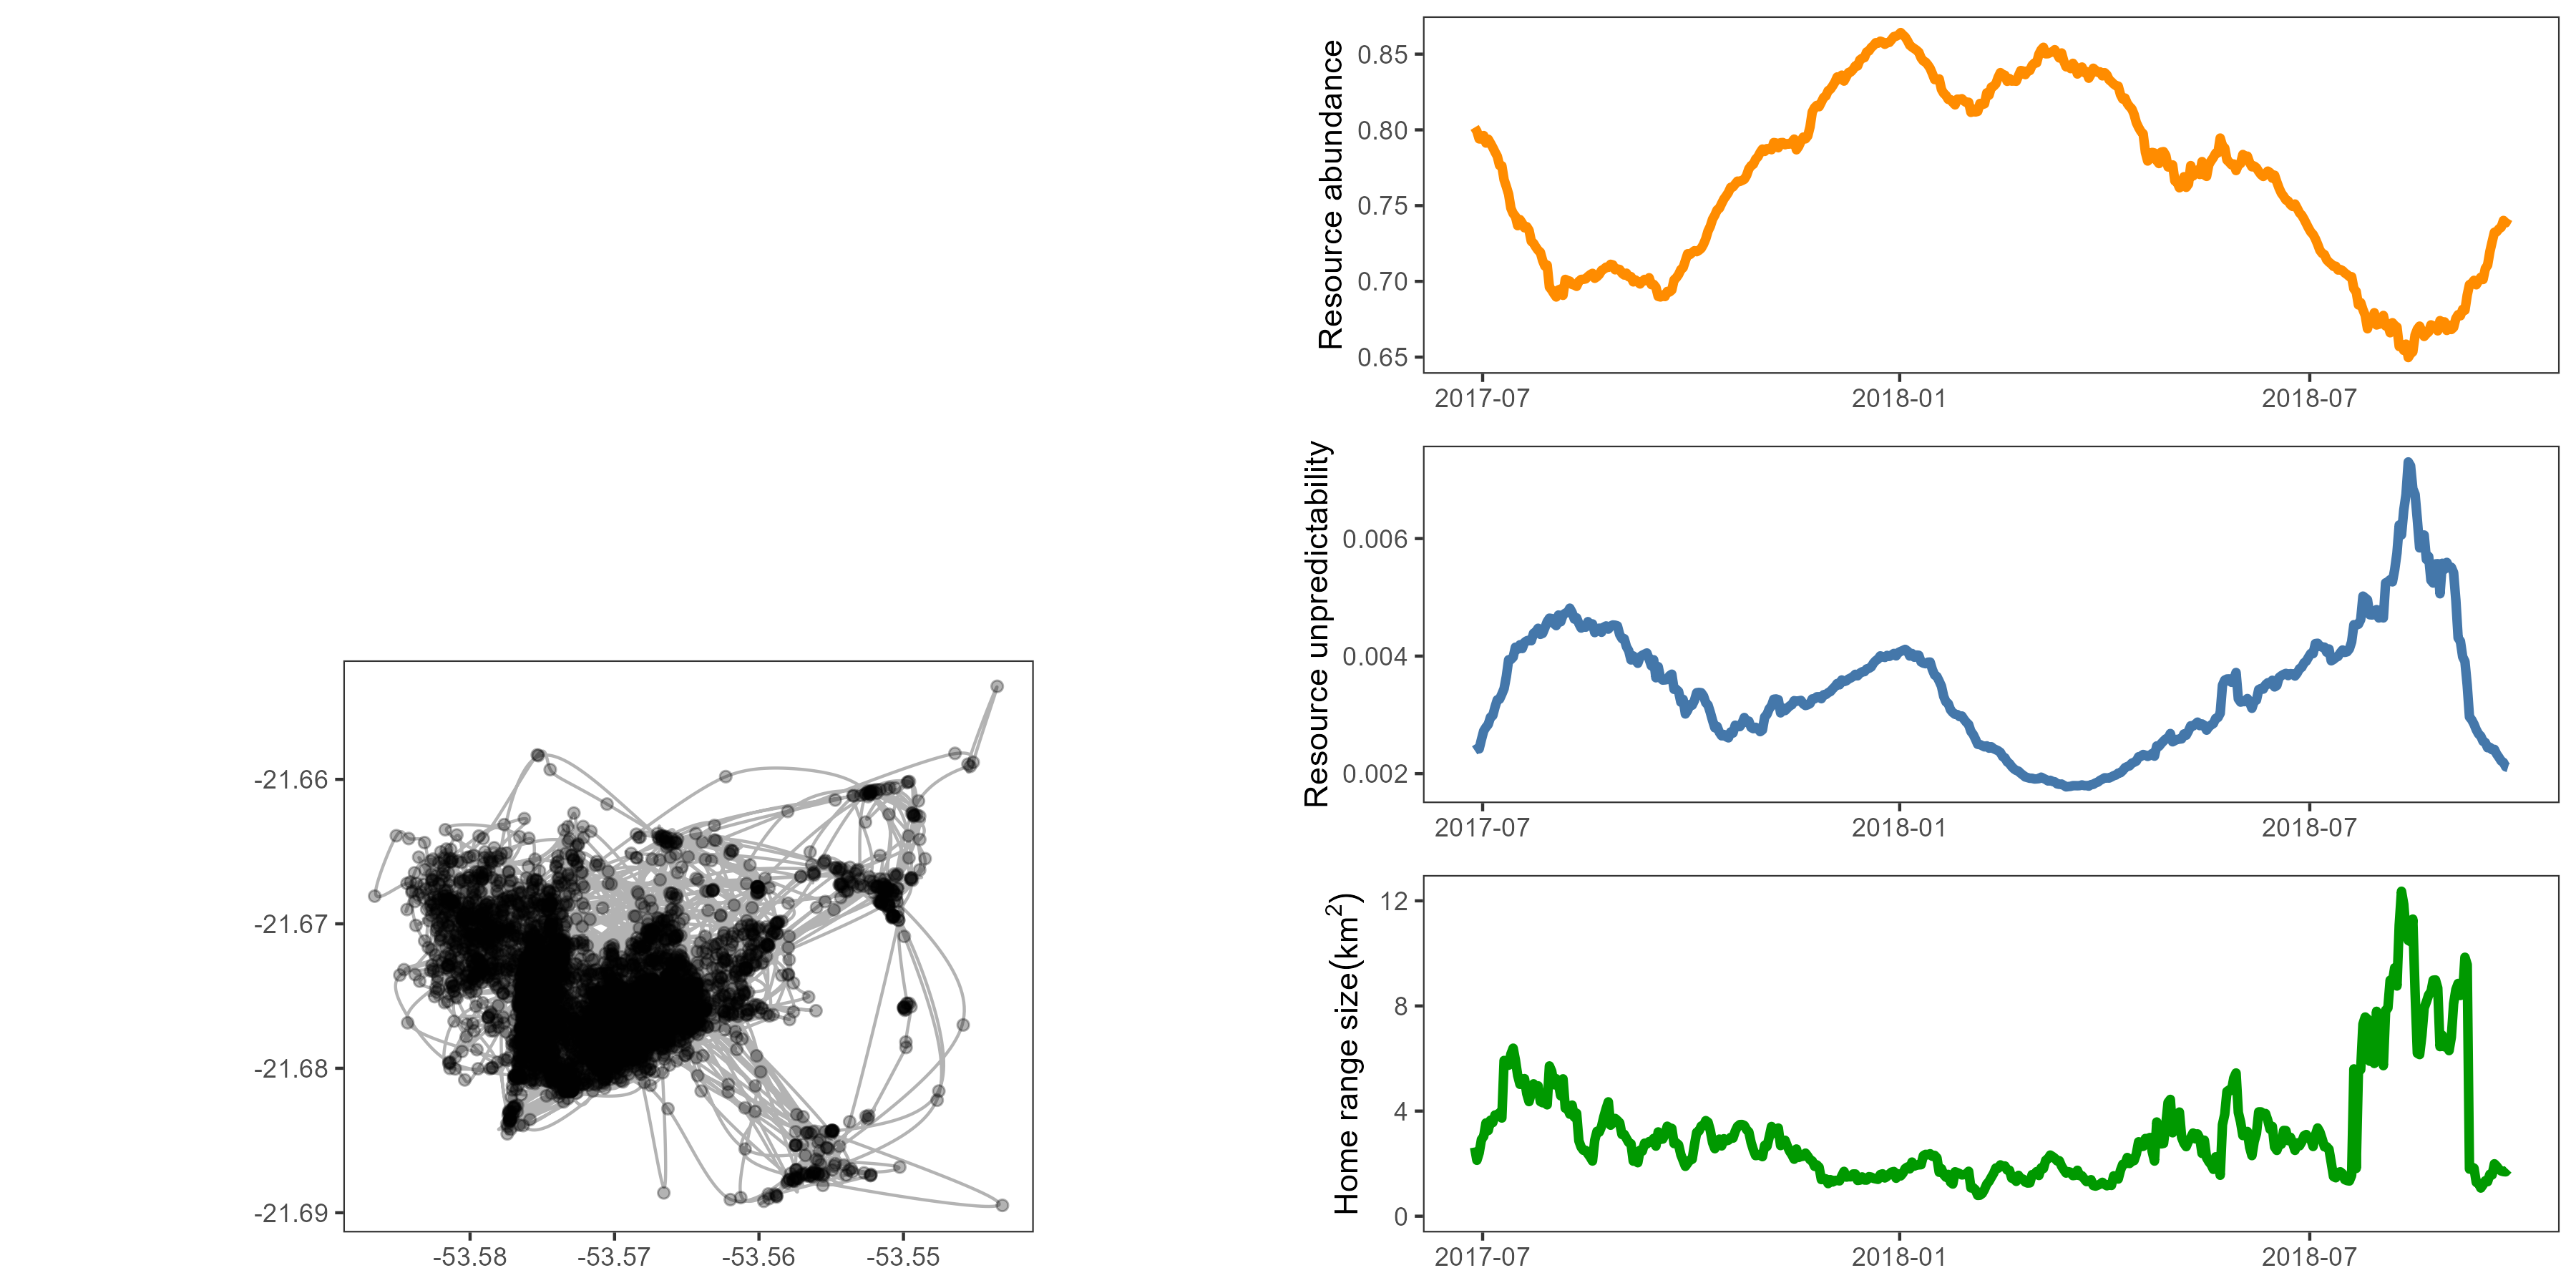 -21.66
-21.67
-21.68
-21.69
-53.58 -53.57 -53.56 -53.55
Resource abundance
0.85
0.80
0.75
0.70
0.65
2017-07 2018-01 2018-07
Resource unpredictability
0.006
0.004
0.002
2017-07 2018-01 2018-07
Home range size(km²)
12
8
4
0
2017-07 2018-01 2018-07